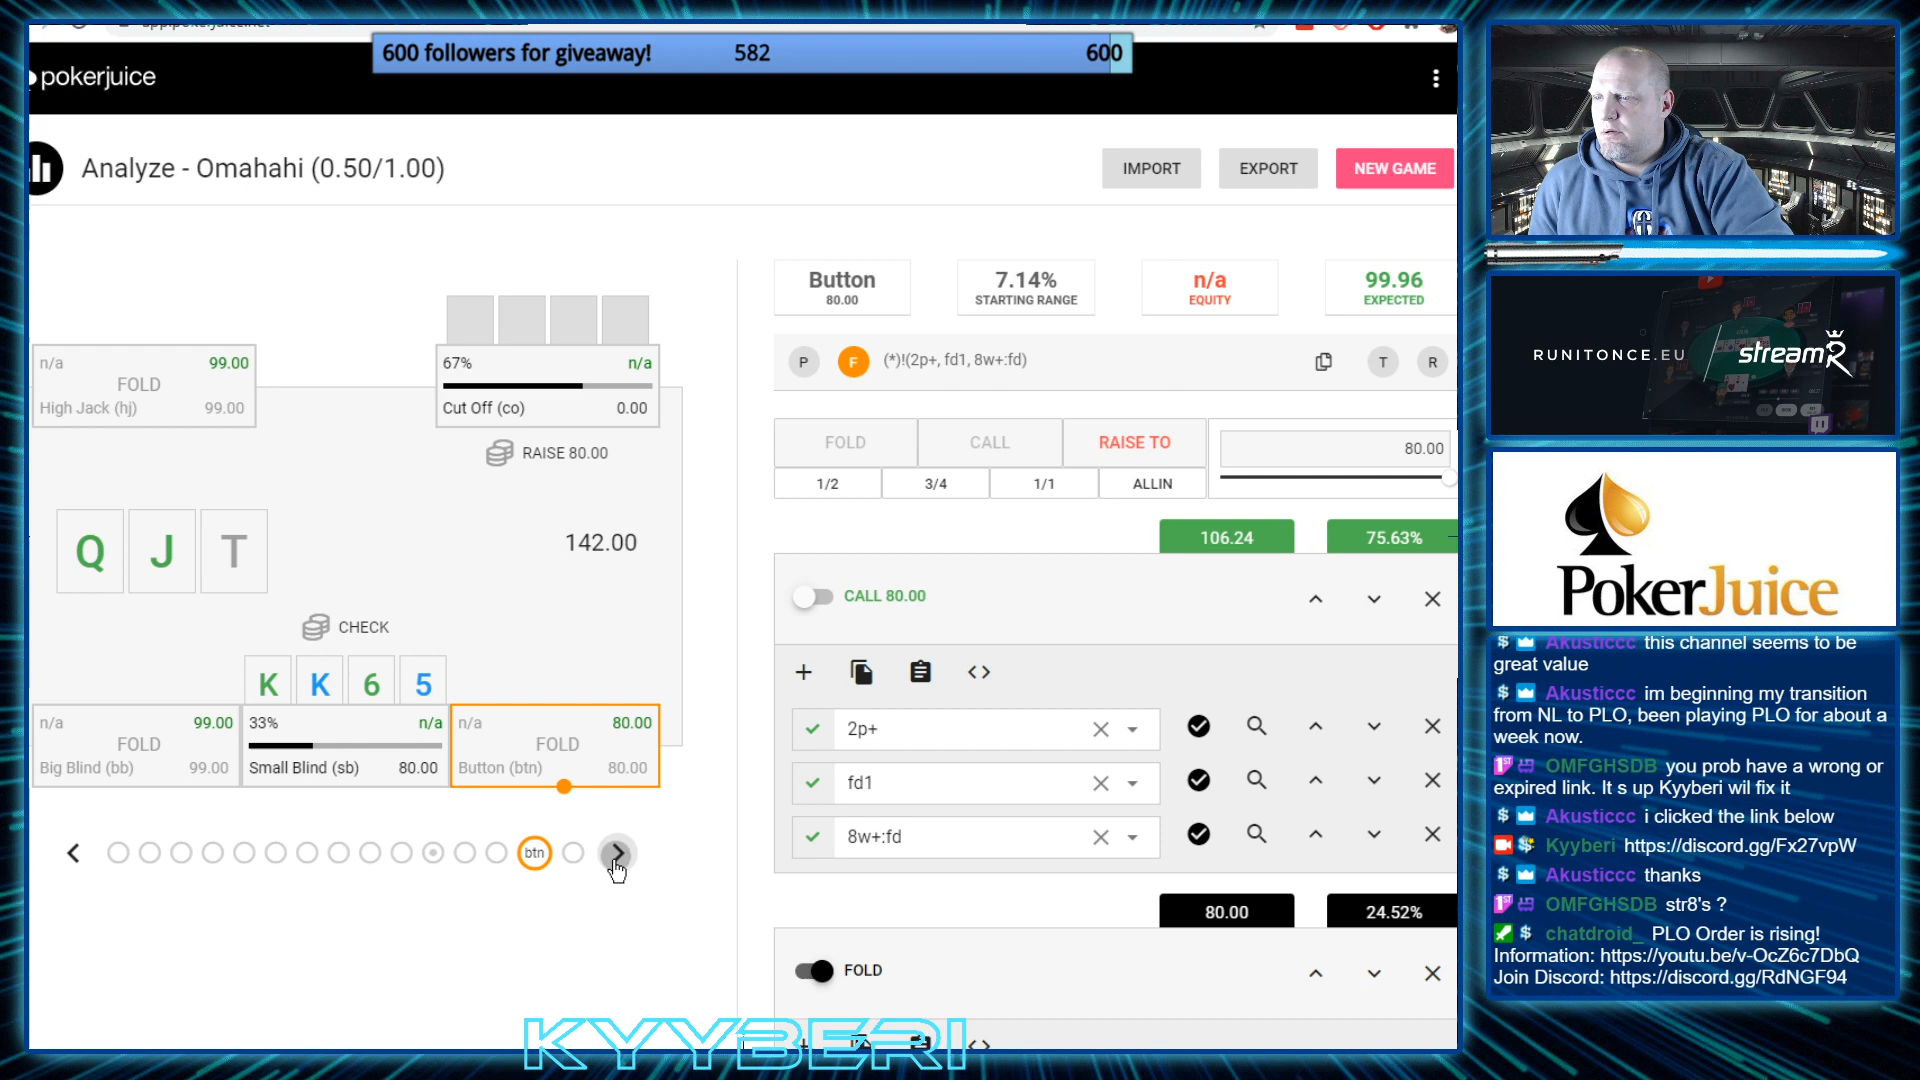 600 followers for giveaway! 582 600
pokerjuice
Analyze - Omahahi (0.50/1.00)
IMPORT EXPORT NEW GAME
Button
80.00
7.14%
STARTING RANGE
n/a
EQUITY
99.96
EXPECTED
P F (*)!(2p+, fd1, 8w+:fd) T R
n/a 99.00
FOLD
High Jack (hj) 99.00
67% n/a
Cut Off (co) 0.00
RAISE 80.00
FOLD CALL RAISE TO 80.00
1/2 3/4 1/1 ALLIN
Q J T
142.00
CHECK
K K 6 5
n/a 99.00
FOLD
Big Blind (bb) 99.00
33% n/a
Small Blind (sb) 80.00
n/a 80.00
FOLD
Button (btn) 80.00
btn
106.24 75.63%
CALL 80.00
2p+
fd1
8w+:fd
80.00 24.52%
FOLD
KYYBERI
RUNITONCE.EU / streamR
PokerJuice
Akusticcc this channel seems to be
great value
Akusticcc im beginning my transition
from NL to PLO, been playing PLO for about a
week now.
OMFGHSDB you prob have a wrong or
expired link. It s up Kyyberi wil fix it
Akusticcc i clicked the link below
Kyyberi https://discord.gg/Fx27vpW
Akusticcc thanks
OMFGHSDB str8's ?
chatdroid_ PLO Order is rising!
Information: https://youtu.be/v-OcZ6c7DbQ
Join Discord: https://discord.gg/RdNGF94